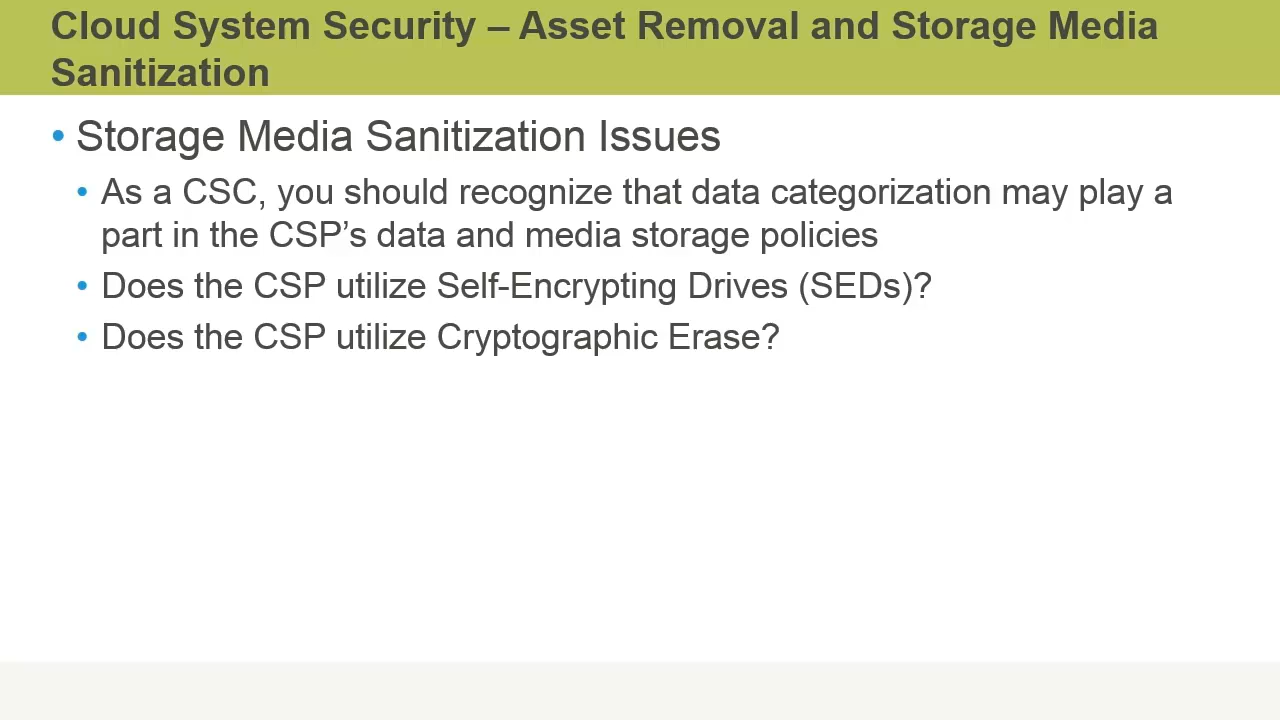 Cloud System Security – Asset Removal and Storage Media
Sanitization
• Storage Media Sanitization Issues
• As a CSC, you should recognize that data categorization may play a
part in the CSP’s data and media storage policies
• Does the CSP utilize Self-Encrypting Drives (SEDs)?
• Does the CSP utilize Cryptographic Erase?